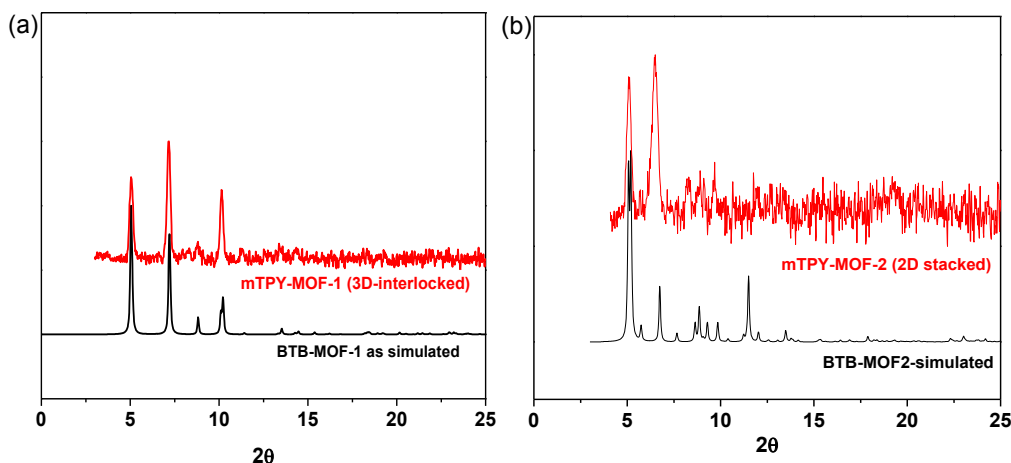 (a)
mTPY-MOF-1 (3D-interlocked)
BTB-MOF-1 as simulated
0 5 10 15 20 25
2θ
(b)
mTPY-MOF-2 (2D stacked)
BTB-MOF2-simulated
0 5 10 15 20 25
2θ